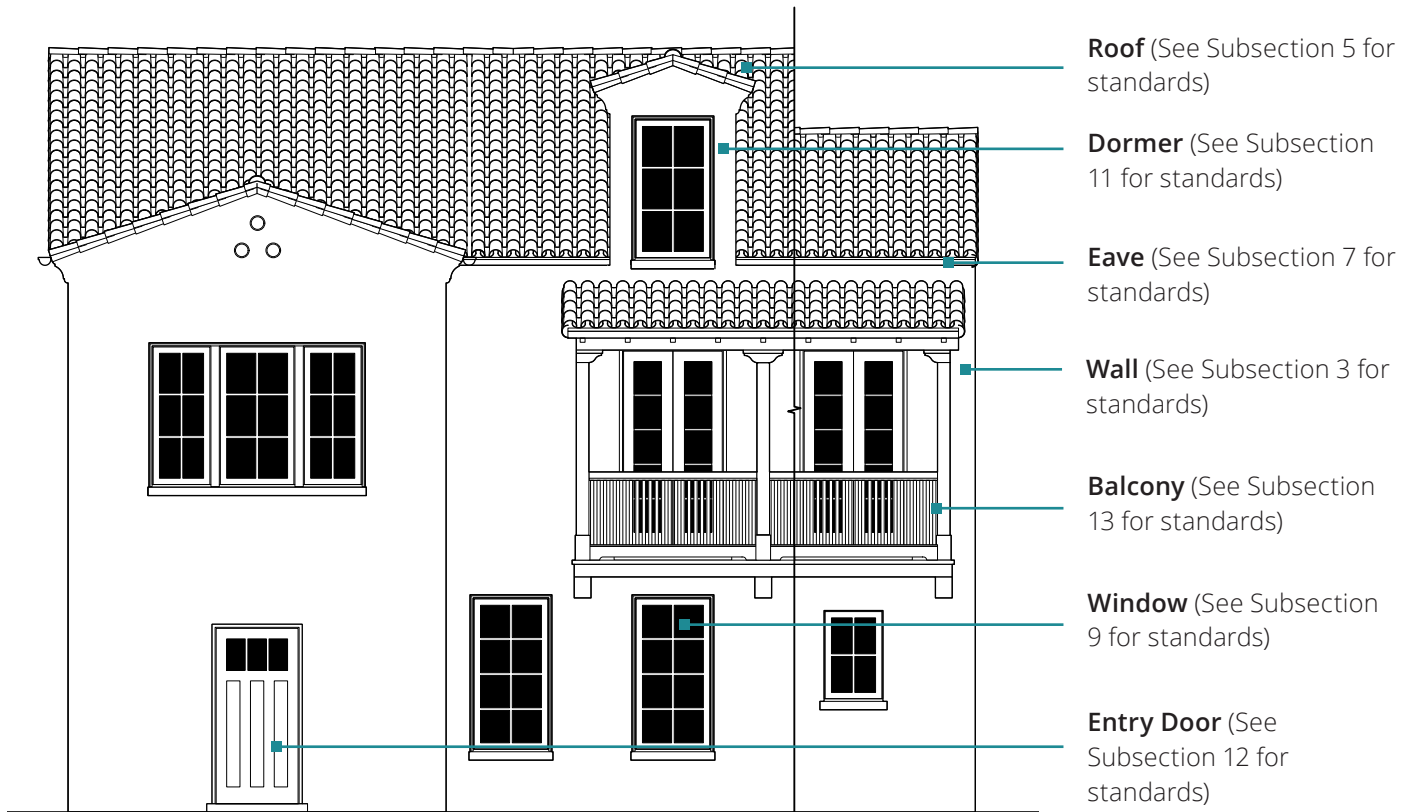 Roof (See Subsection 5 for
standards)
Dormer (See Subsection
11 for standards)
Eave (See Subsection 7 for
standards)
Wall (See Subsection 3 for
standards)
Balcony (See Subsection
13 for standards)
Window (See Subsection
9 for standards)
Entry Door (See
Subsection 12 for
standards)